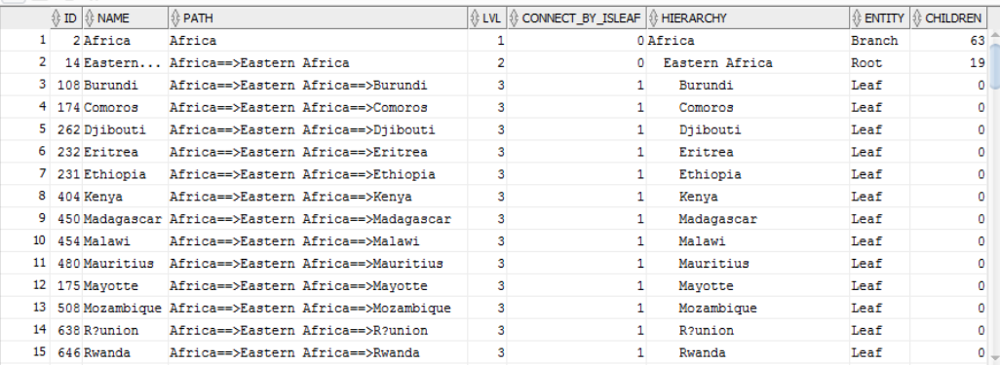 ID NAME PATH LVL CONNECT_BY_ISLEAF HIERARCHY ENTITY CHILDREN
1 2 Africa Africa 1 0 Africa Branch 63
2 14 Eastern... Africa==>Eastern Africa 2 0 Eastern Africa Root 19
3 108 Burundi Africa==>Eastern Africa==>Burundi 3 1 Burundi Leaf 0
4 174 Comoros Africa==>Eastern Africa==>Comoros 3 1 Comoros Leaf 0
5 262 Djibouti Africa==>Eastern Africa==>Djibouti 3 1 Djibouti Leaf 0
6 232 Eritrea Africa==>Eastern Africa==>Eritrea 3 1 Eritrea Leaf 0
7 231 Ethiopia Africa==>Eastern Africa==>Ethiopia 3 1 Ethiopia Leaf 0
8 404 Kenya Africa==>Eastern Africa==>Kenya 3 1 Kenya Leaf 0
9 450 Madagascar Africa==>Eastern Africa==>Madagascar 3 1 Madagascar Leaf 0
10 454 Malawi Africa==>Eastern Africa==>Malawi 3 1 Malawi Leaf 0
11 480 Mauritius Africa==>Eastern Africa==>Mauritius 3 1 Mauritius Leaf 0
12 175 Mayotte Africa==>Eastern Africa==>Mayotte 3 1 Mayotte Leaf 0
13 508 Mozambique Africa==>Eastern Africa==>Mozambique 3 1 Mozambique Leaf 0
14 638 R?union Africa==>Eastern Africa==>R?union 3 1 R?union Leaf 0
15 646 Rwanda Africa==>Eastern Africa==>Rwanda 3 1 Rwanda Leaf 0